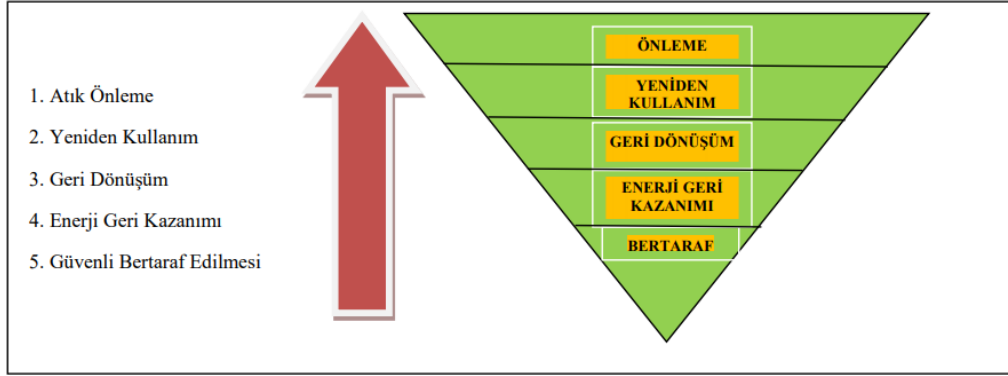 1. Atık Önleme
2. Yeniden Kullanım
3. Geri Dönüşüm
4. Enerji Geri Kazanımı
5. Güvenli Bertaraf Edilmesi
ÖNLEME
YENİDEN
KULLANIM
GERİ DÖNÜŞÜM
ENERJİ GERİ
KAZANIMI
BERTARAF